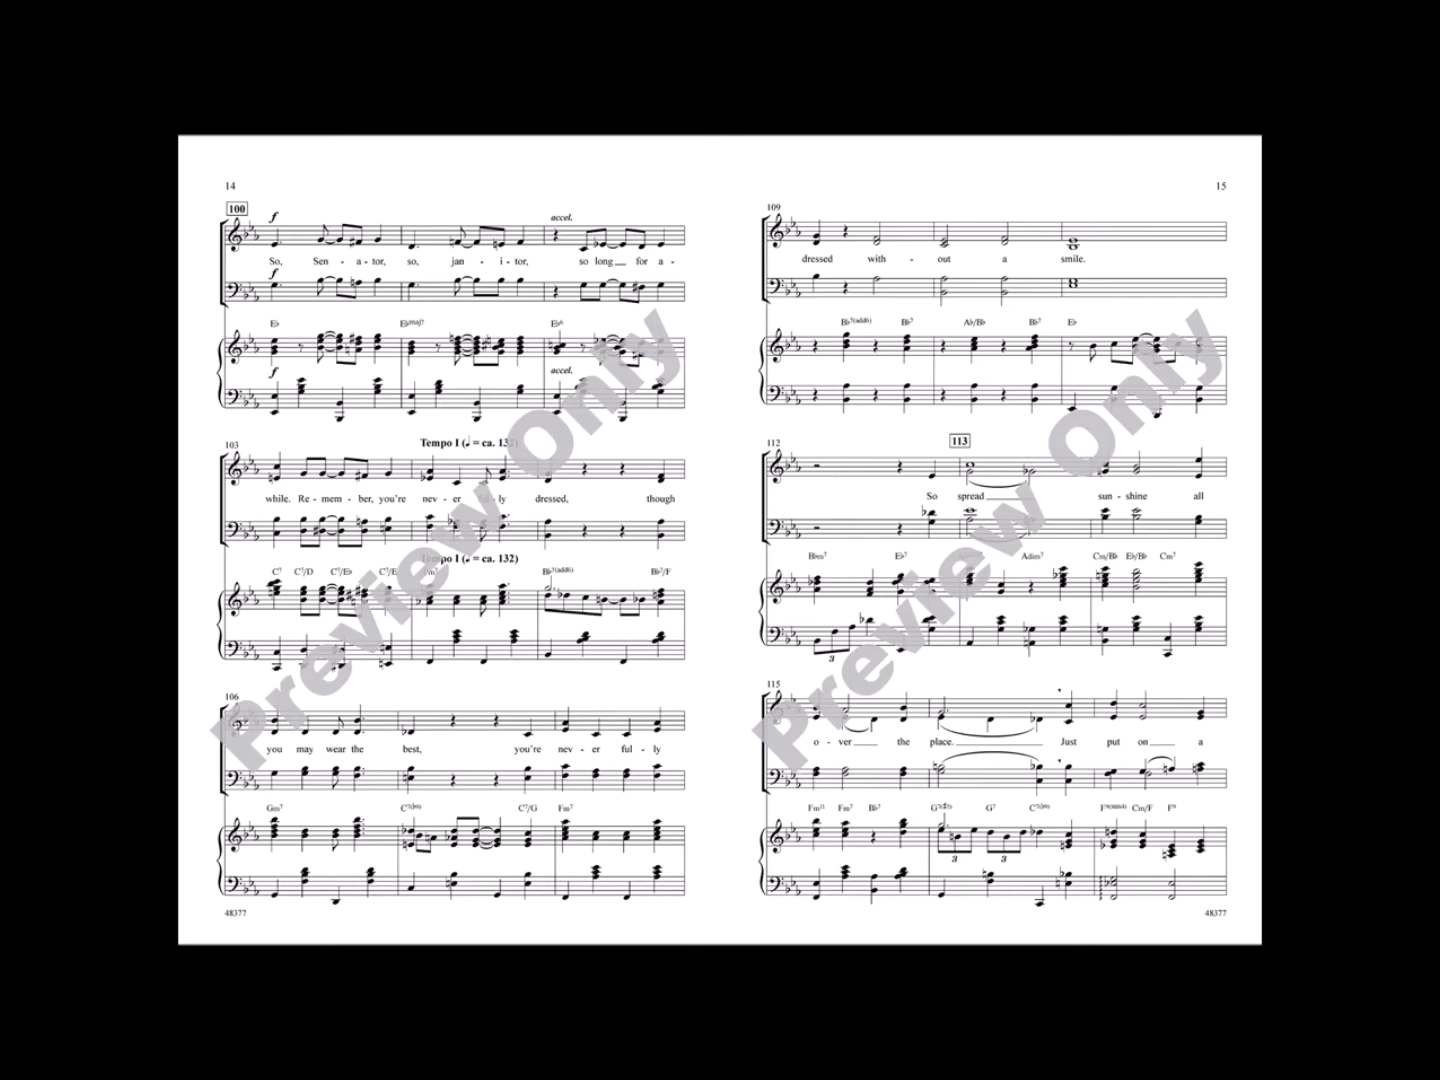 14
100
f
accel.
So, Sen - a - tor, so, jan - i - tor, so long for a -
f
E♭ E♭maj7 E♭6
f
accel.
103
Tempo I (♩ = ca. 132)
while. Re - mem - ber, you're nev - er ful - ly dressed, though
Tempo I (♩ = ca. 132)
C7 C7/D C7/E♭ C7/E Fm7 B♭7(add6) B♭7/F
106
you may wear the best, you're nev - er ful - ly
Gm7 C7(♭9) C7/G Fm7
48377
15
109
dressed with - out a smile.
B♭7(add6) B♭7 A♭/B♭ B♭7 E♭
112
113
So spread sun - shine all
B♭m7 E♭7 Adim7 Cm/B♭ E♭/B♭ Cm7
3
115
o - ver the place. Just put on a
Fm11 Fm7 B♭7 G7(♯5) G7 C7(♭9) Cm/F F9
3 3
48377
Preview Only
Preview Only